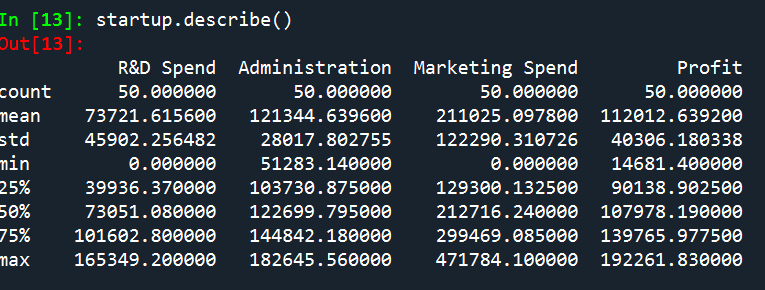 In [13]: startup.describe()
Out[13]:
R&D Spend Administration Marketing Spend Profit
count 50.000000 50.000000 50.000000 50.000000
mean 73721.615600 121344.639600 211025.097800 112012.639200
std 45902.256482 28017.802755 122290.310726 40306.180338
min 0.000000 51283.140000 0.000000 14681.400000
25% 39936.370000 103730.875000 129300.132500 90138.902500
50% 73051.080000 122699.795000 212716.240000 107978.190000
75% 101602.800000 144842.180000 299469.085000 139765.977500
max 165349.200000 182645.560000 471784.100000 192261.830000